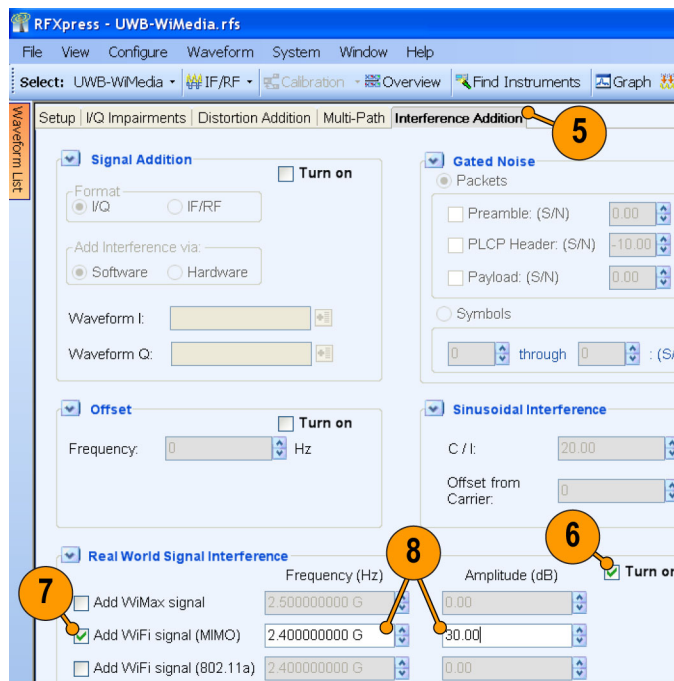 RFXpress - UWB-WiMedia.rfs
File View Configure Waveform System Window Help
Select: UWB-WiMedia IF/RF Calibration Overview Find Instruments Graph
Waveform List
Setup I/Q Impairments Distortion Addition Multi-Path Interference Addition
5
Signal Addition
Turn on
Format
I/Q IF/RF
Add Interference via:
Software Hardware
Waveform I:
Waveform Q:
Gated Noise
Packets
Preamble: (S/N) 0.00
PLCP Header: (S/N) -10.00
Payload: (S/N) 0.00
Symbols
0 through 0 : (S/
Offset
Turn on
Frequency: 0 Hz
Sinusoidal Interference
C / I: 20.00
Offset from
Carrier: 0
6
Real World Signal Interference
8
Turn on
Frequency (Hz) Amplitude (dB)
7
Add WiMax signal 2.500000000 G 0.00
Add WiFi signal (MIMO) 2.400000000 G 30.00
Add WiFi signal (802.11a) 2.400000000 G 0.00